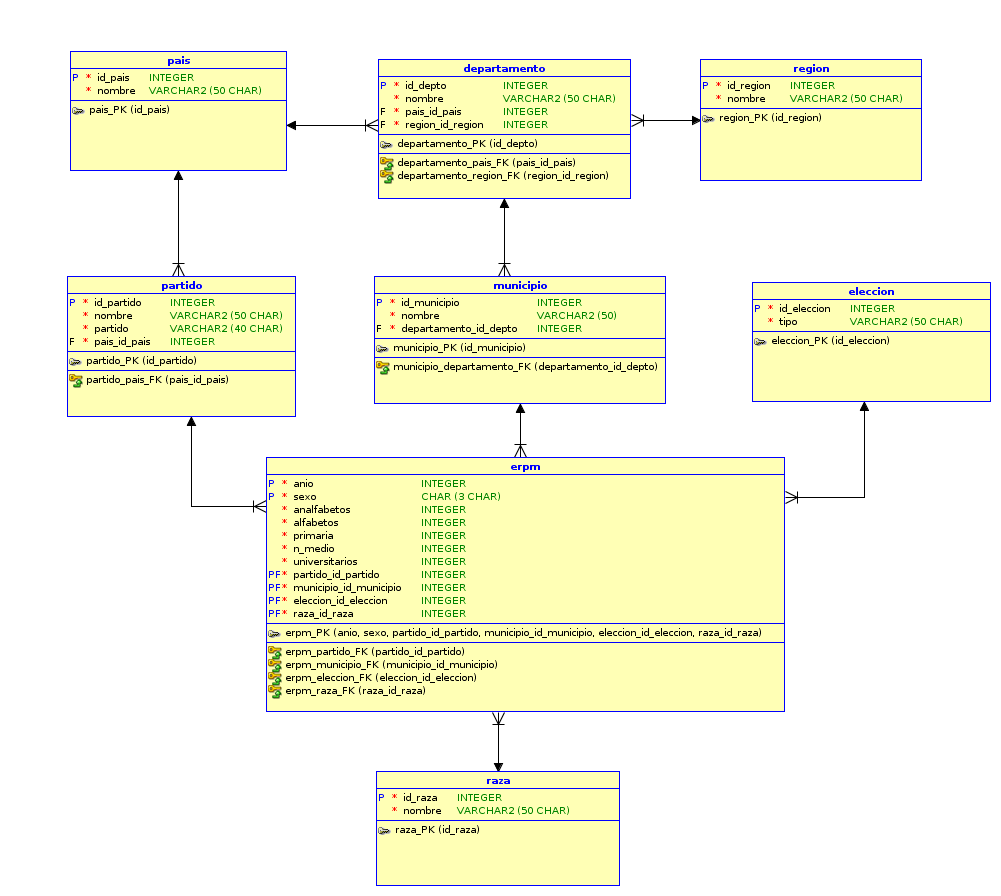 pais
P * id_pais INTEGER
* nombre VARCHAR2 (50 CHAR)
pais_PK (id_pais)
departamento
P * id_depto INTEGER
* nombre VARCHAR2 (50 CHAR)
F * pais_id_pais INTEGER
F * region_id_region INTEGER
departamento_PK (id_depto)
departamento_pais_FK (pais_id_pais)
departamento_region_FK (region_id_region)
region
P * id_region INTEGER
* nombre VARCHAR2 (50 CHAR)
region_PK (id_region)
partido
P * id_partido INTEGER
* nombre VARCHAR2 (50 CHAR)
* partido VARCHAR2 (40 CHAR)
F * pais_id_pais INTEGER
partido_PK (id_partido)
partido_pais_FK (pais_id_pais)
municipio
P * id_municipio INTEGER
* nombre VARCHAR2 (50)
F * departamento_id_depto INTEGER
municipio_PK (id_municipio)
municipio_departamento_FK (departamento_id_depto)
eleccion
P * id_eleccion INTEGER
* tipo VARCHAR2 (50 CHAR)
eleccion_PK (id_eleccion)
erpm
P * anio INTEGER
P * sexo CHAR (3 CHAR)
* analfabetos INTEGER
* alfabetos INTEGER
* primaria INTEGER
* n_medio INTEGER
* universitarios INTEGER
PF* partido_id_partido INTEGER
PF* municipio_id_municipio INTEGER
PF* eleccion_id_eleccion INTEGER
PF* raza_id_raza INTEGER
erpm_PK (anio, sexo, partido_id_partido, municipio_id_municipio, eleccion_id_eleccion, raza_id_raza)
erpm_partido_FK (partido_id_partido)
erpm_municipio_FK (municipio_id_municipio)
erpm_eleccion_FK (eleccion_id_eleccion)
erpm_raza_FK (raza_id_raza)
raza
P * id_raza INTEGER
* nombre VARCHAR2 (50 CHAR)
raza_PK (id_raza)